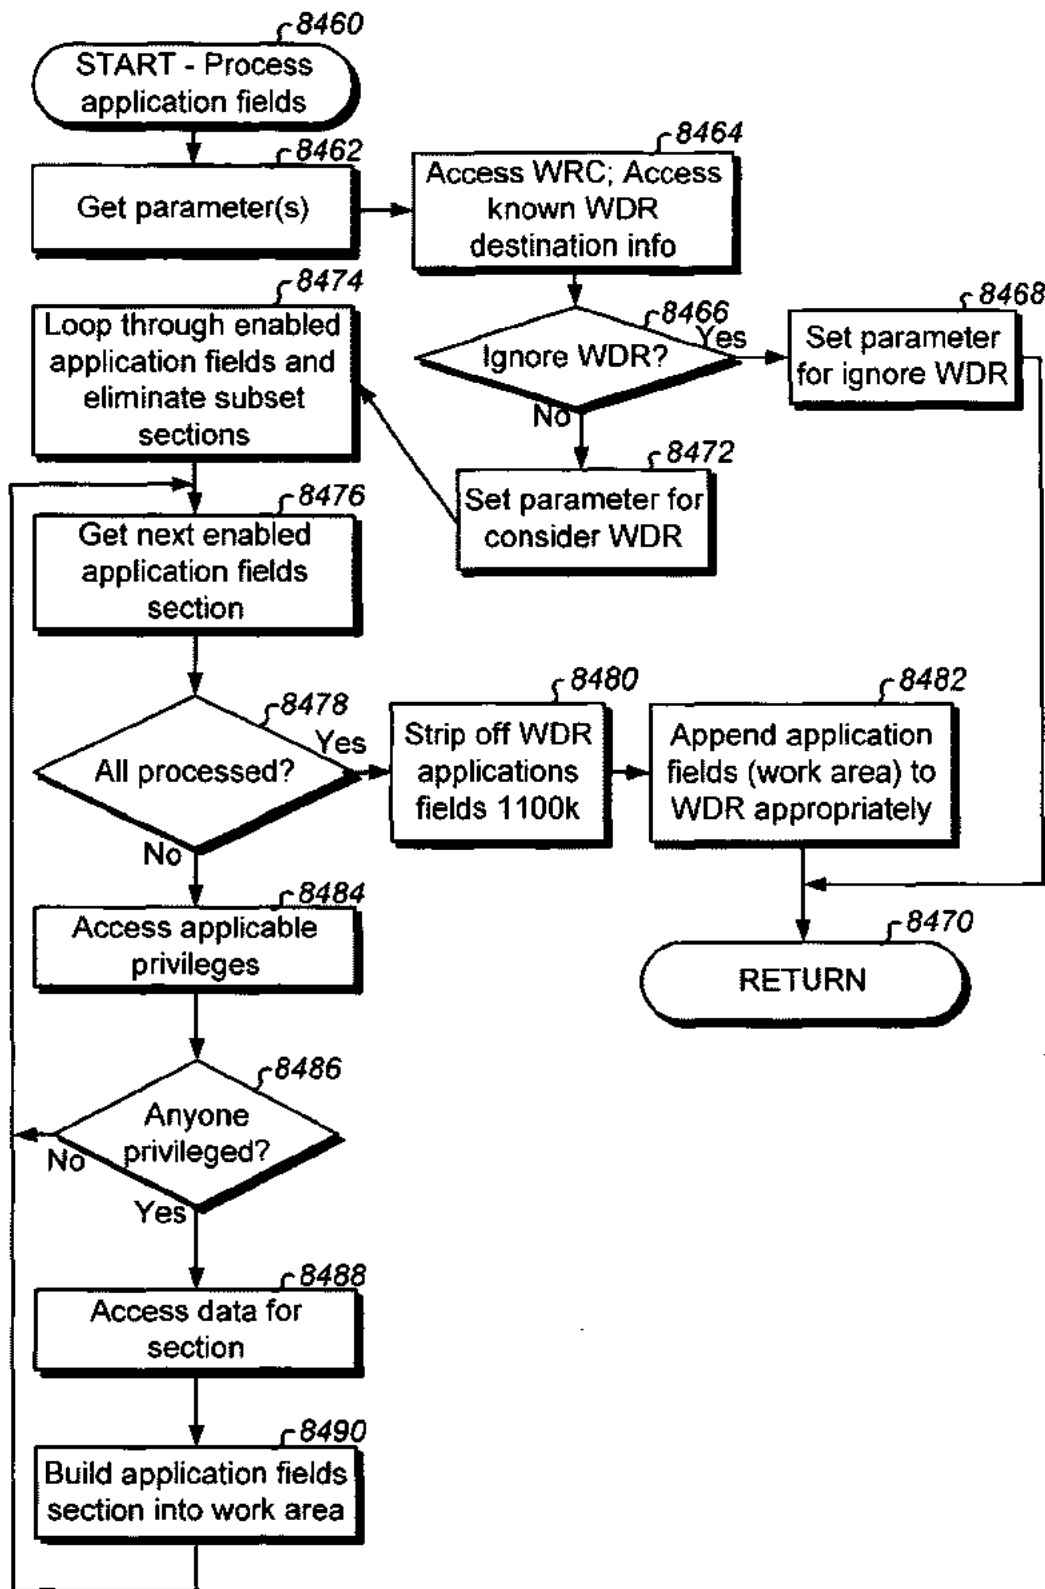 8460
START - Process
application fields
8462
Get parameter(s)
8464
Access WRC; Access
known WDR
destination info
8466
Ignore WDR?
Yes
No
8468
Set parameter
for ignore WDR
8472
Set parameter for
consider WDR
8474
Loop through enabled
application fields and
eliminate subset
sections
8476
Get next enabled
application fields
section
8478
All processed?
Yes
No
8480
Strip off WDR
applications
fields 1100k
8482
Append application
fields (work area) to
WDR appropriately
8470
RETURN
8484
Access applicable
privileges
8486
Anyone
privileged?
No
Yes
8488
Access data for
section
8490
Build application fields
section into work area